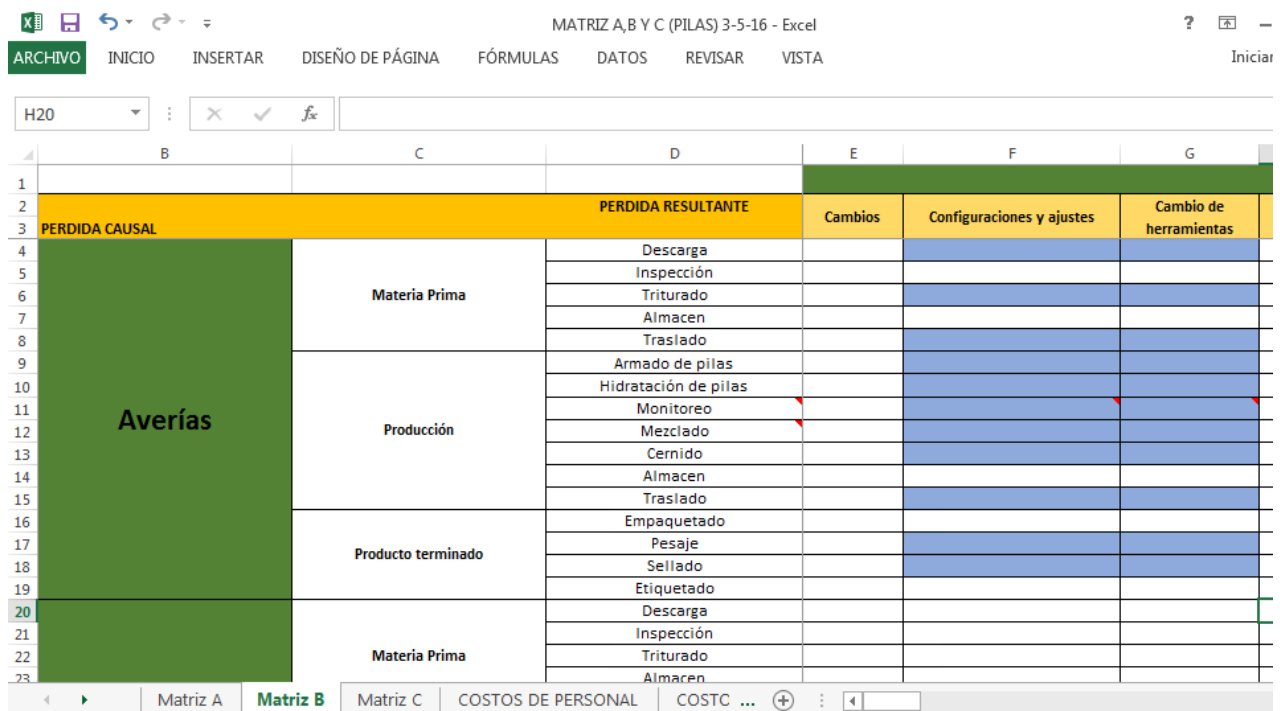 MATRIZ A,B Y C (PILAS) 3-5-16 - Excel ?
ARCHIVO INICIO INSERTAR DISEÑO DE PÁGINA FÓRMULAS DATOS REVISAR VISTA Iniciar
H20 fx
B C D E F G
1
2 PERDIDA RESULTANTE Cambios Configuraciones y ajustes Cambio de
3 PERDIDA CAUSAL herramientas
4 Descarga
5 Inspección
6 Materia Prima Triturado
7 Almacen
8 Traslado
9 Armado de pilas
10 Hidratación de pilas
11 Averías Monitoreo
12 Producción Mezclado
13 Cernido
14 Almacen
15 Traslado
16 Empaquetado
17 Producto terminado Pesaje
18 Sellado
19 Etiquetado
20 Descarga
21 Inspección
22 Materia Prima Triturado
23 Almacen
Matriz A Matriz B Matriz C COSTOS DE PERSONAL COSTO ...